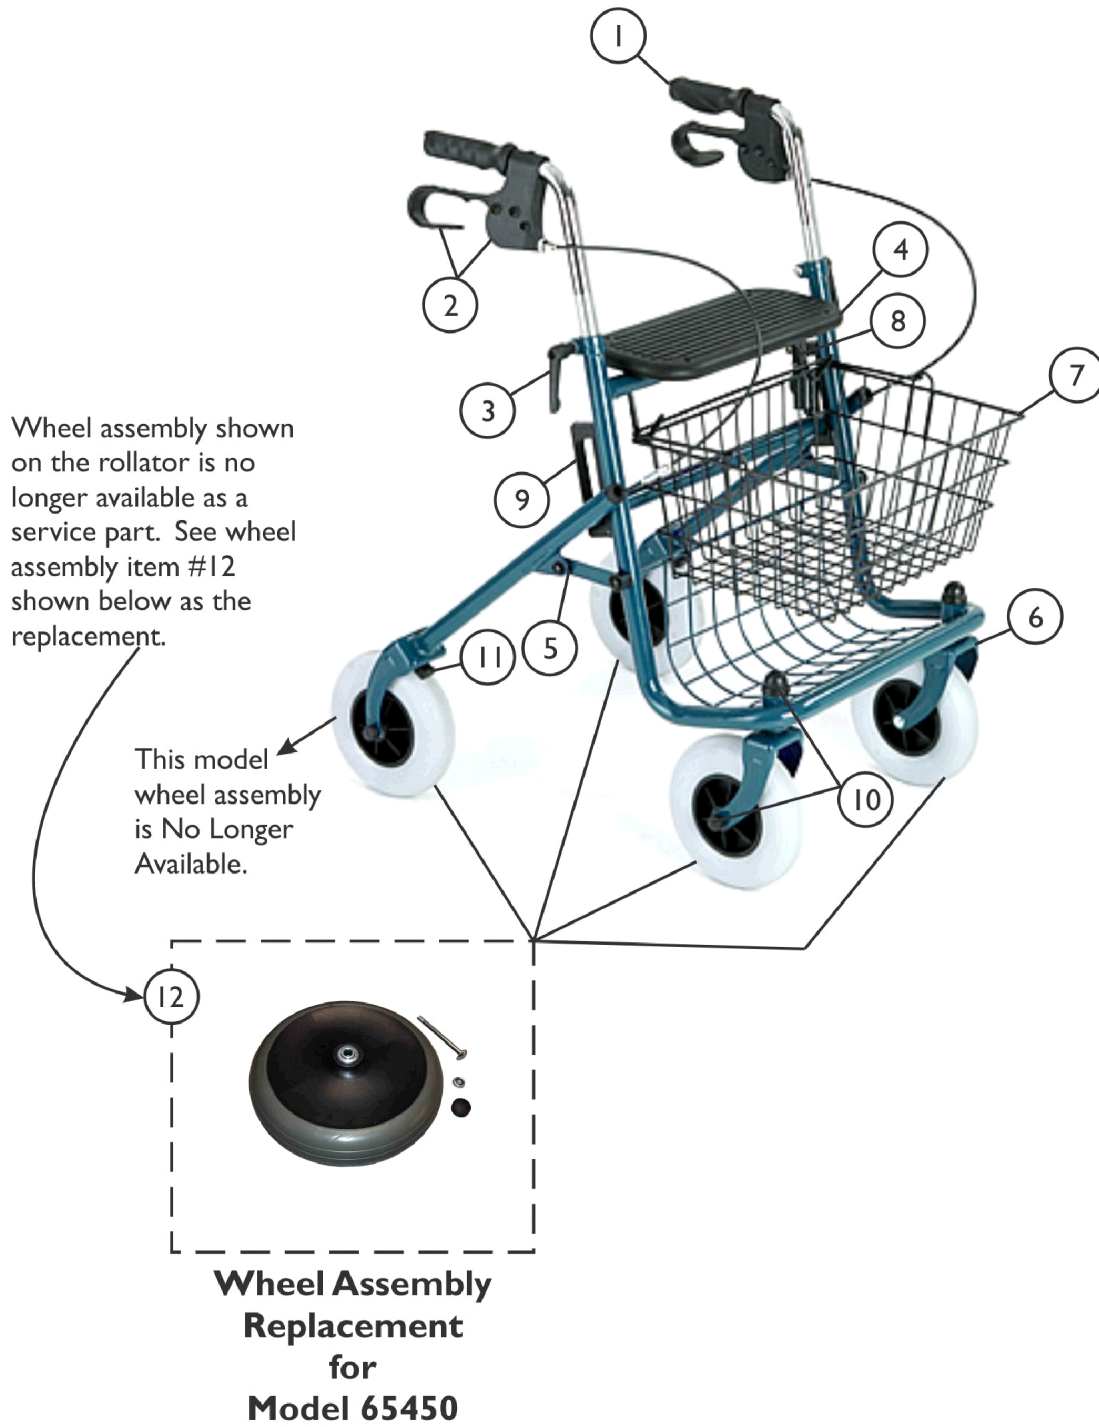 1
2
3
4
8
7
9
5
11
6
10
Wheel assembly shown
on the rollator is no
longer available as a
service part. See wheel
assembly item #12
shown below as the
replacement.
This model
wheel assembly
is No Longer
Available.
12
Wheel Assembly
Replacement
for
Model 65450